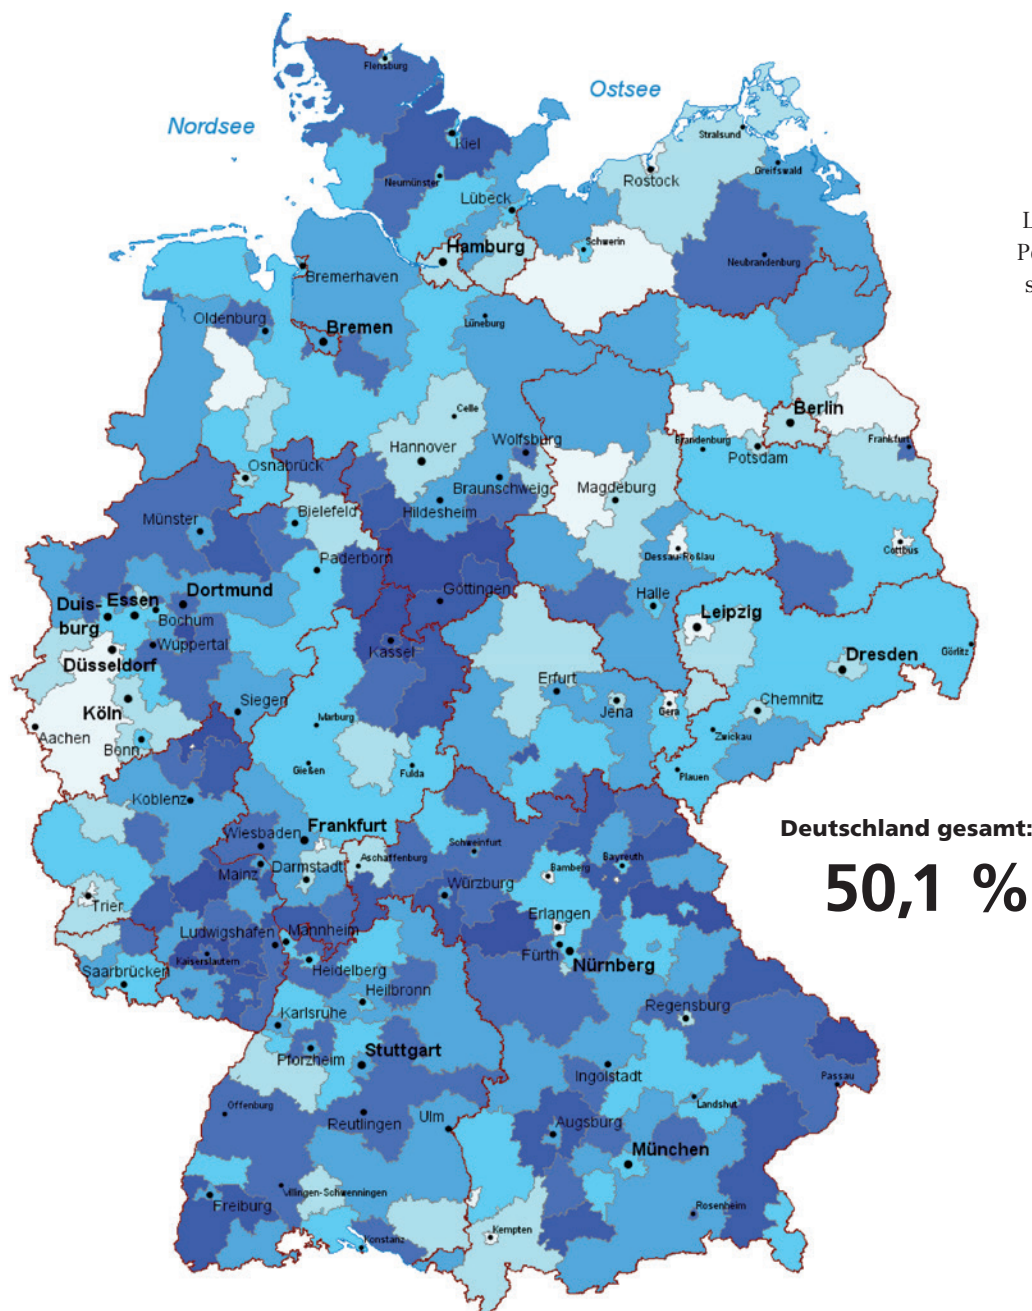 Flensburg
Ostsee
Nordsee
Stralsund
Kiel
Greifswald
Neumünster
Rostock
Lübeck
L
Schwerin
Hamburg
Neubrandenburg
s
Bremerhaven
Oldenburg
Lüneburg
Bremen
Celle
Berlin
Hannover
Wolfsburg
Brandenburg
Frankfurt
Potsdam
Osnabrück
Braunschweig
Magdeburg
Hildesheim
Bielefeld
Münster
Cottbus
Dessau-Roßlau
Paderborn
Göttingen
Dortmund
Halle
Duis-
burg
Essen
Leipzig
Bochum
Wuppertal
Kassel
Görlitz
Düsseldorf
Dresden
Erfurt
Siegen
Chemnitz
Köln
Jena
Gera
Marburg
Aachen
Zwickau
Bonn
Gießen
Fulda
Plauen
Koblenz
Frankfurt
Wiesbaden
Deutschland gesamt:
50,1 %
Schweinfurt
Aschaffenburg
Bayreuth
Mainz
Darmstadt
Bamberg
Würzburg
Trier
Erlangen
Ludwigshafen
Mannheim
Fürth
Kaiserslautern
Nürnberg
Heidelberg
Saarbrücken
Heilbronn
Regensburg
Karlsruhe
Stuttgart
Pforzheim
Ingolstadt
Passau
Offenburg
Landshut
Reutlingen
Ulm
Augsburg
München
Villingen-Schwenningen
Freiburg
Rosenheim
Kempten
Konstanz